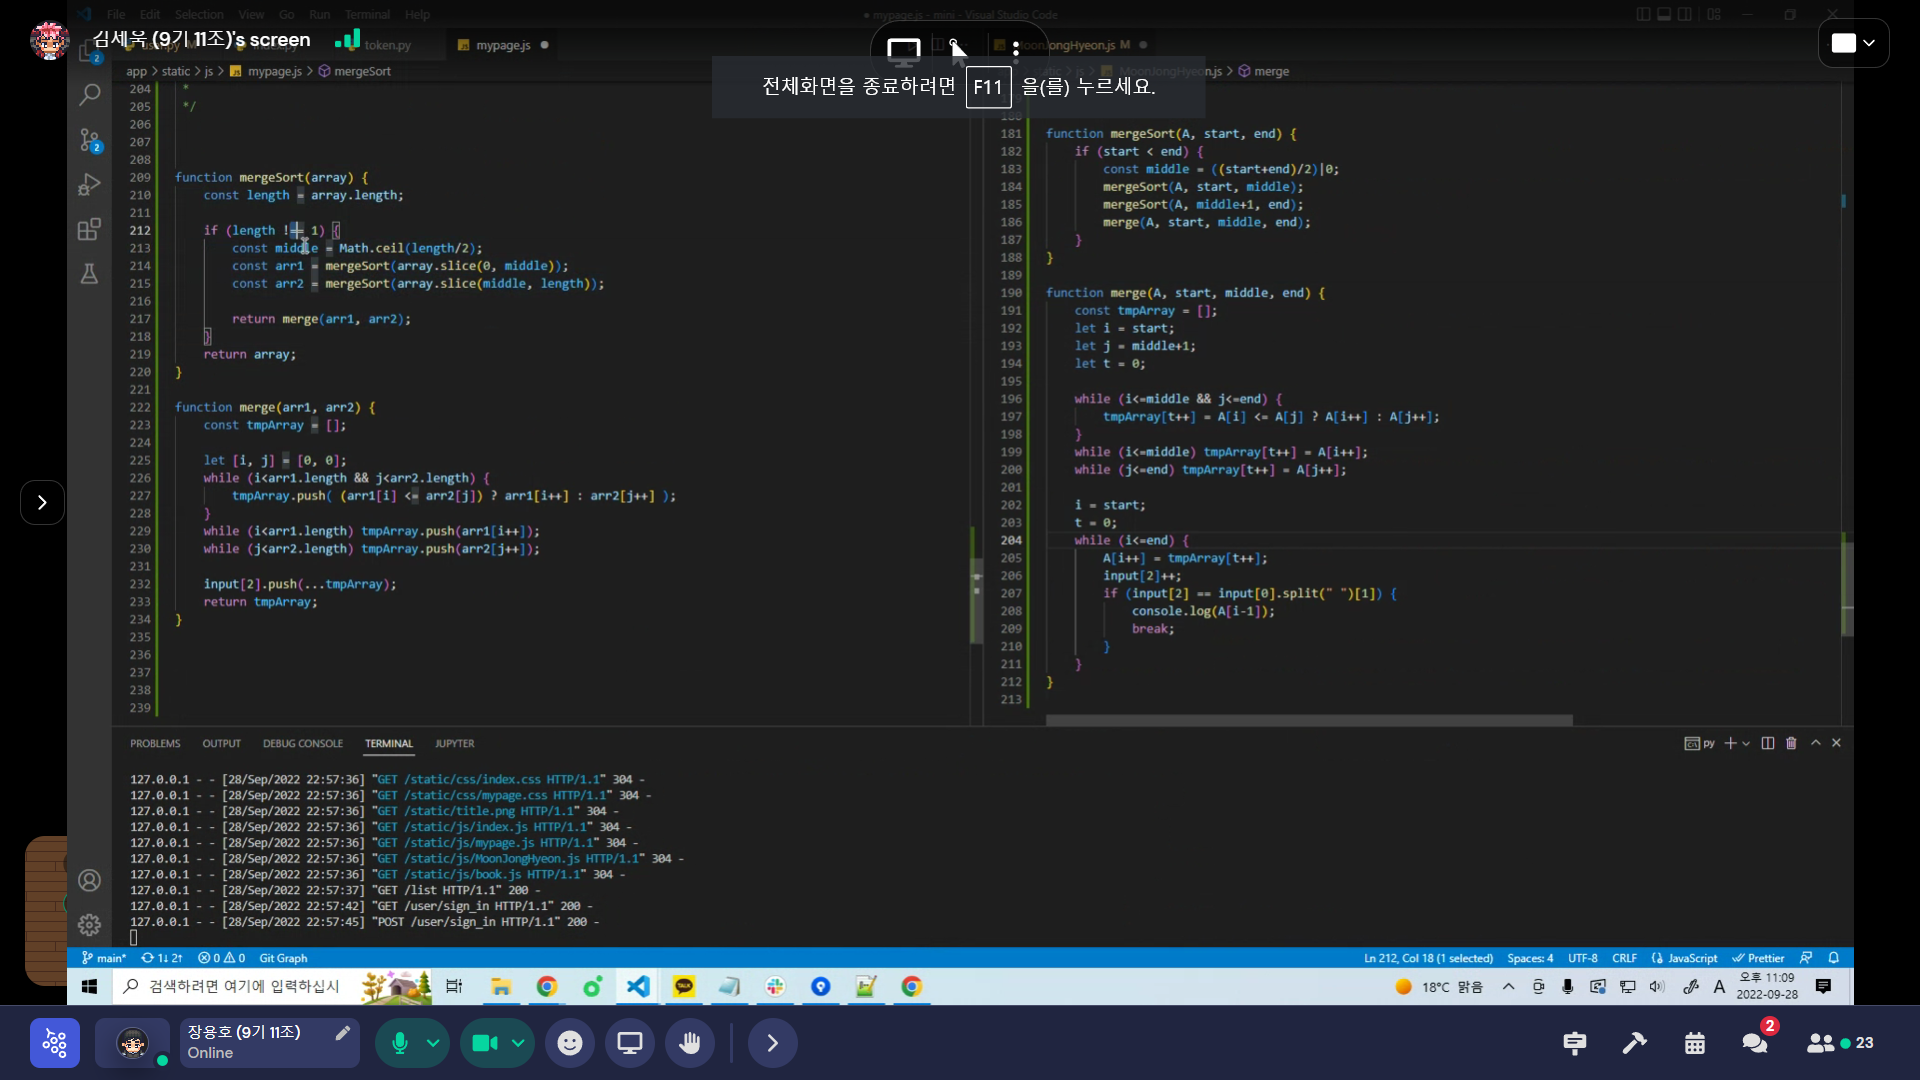 File Edit Selection View Go Run Terminal Help
● mypage.js - mini - Visual Studio Code
김세욱 (9기 11조)'s screen
token.py
mypage.js ●
MoonJongHyeon.js M ●
app > static > js > mypage.js > mergeSort
js > MoonJongHyeon.js > merge
전체화면을 종료하려면 F11 을(를) 누르세요.
204 *
205 */
206
207
208
209 function mergeSort(array) {
210 const length = array.length;
211
212 if (length !== 1) {
213 const middle = Math.ceil(length/2);
214 const arr1 = mergeSort(array.slice(0, middle));
215 const arr2 = mergeSort(array.slice(middle, length));
216
217 return merge(arr1, arr2);
218 }
219 return array;
220 }
221
222 function merge(arr1, arr2) {
223 const tmpArray = [];
224
225 let [i, j] = [0, 0];
226 while (i<arr1.length && j<arr2.length) {
227 tmpArray.push( (arr1[i] <= arr2[j]) ? arr1[i++] : arr2[j++] );
228 }
229 while (i<arr1.length) tmpArray.push(arr1[i++]);
230 while (j<arr2.length) tmpArray.push(arr2[j++]);
231
232 input[2].push(...tmpArray);
233 return tmpArray;
234 }
235
236
237
238
239
181 function mergeSort(A, start, end) {
182 if (start < end) {
183 const middle = ((start+end)/2)|0;
184 mergeSort(A, start, middle);
185 mergeSort(A, middle+1, end);
186 merge(A, start, middle, end);
187 }
188 }
189
190 function merge(A, start, middle, end) {
191 const tmpArray = [];
192 let i = start;
193 let j = middle+1;
194 let t = 0;
195
196 while (i<=middle && j<=end) {
197 tmpArray[t++] = A[i] <= A[j] ? A[i++] : A[j++];
198 }
199 while (i<=middle) tmpArray[t++] = A[i++];
200 while (j<=end) tmpArray[t++] = A[j++];
201
202 i = start;
203 t = 0;
204 while (i<=end) {
205 A[i++] = tmpArray[t++];
206 input[2]++;
207 if (input[2] == input[0].split(" ")[1]) {
208 console.log(A[i-1]);
209 break;
210 }
211 }
212 }
213
PROBLEMS OUTPUT DEBUG CONSOLE TERMINAL JUPYTER
py
127.0.0.1 - - [28/Sep/2022 22:57:36] "GET /static/css/index.css HTTP/1.1" 304 -
127.0.0.1 - - [28/Sep/2022 22:57:36] "GET /static/css/mypage.css HTTP/1.1" 304 -
127.0.0.1 - - [28/Sep/2022 22:57:36] "GET /static/title.png HTTP/1.1" 304 -
127.0.0.1 - - [28/Sep/2022 22:57:36] "GET /static/js/index.js HTTP/1.1" 304 -
127.0.0.1 - - [28/Sep/2022 22:57:36] "GET /static/js/mypage.js HTTP/1.1" 304 -
127.0.0.1 - - [28/Sep/2022 22:57:36] "GET /static/js/MoonJongHyeon.js HTTP/1.1" 304 -
127.0.0.1 - - [28/Sep/2022 22:57:36] "GET /static/js/book.js HTTP/1.1" 304 -
127.0.0.1 - - [28/Sep/2022 22:57:37] "GET /list HTTP/1.1" 200 -
127.0.0.1 - - [28/Sep/2022 22:57:42] "GET /user/sign_in HTTP/1.1" 200 -
127.0.0.1 - - [28/Sep/2022 22:57:45] "POST /user/sign_in HTTP/1.1" 200 -
main* 1↓ 2↑ 0 0 Git Graph
Ln 212, Col 18 (1 selected) Spaces: 4 UTF-8 CRLF JavaScript Prettier
검색하려면 여기에 입력하십시
TALK
18°C 맑음
A
오후 11:09
2022-09-28
장용호 (9기 11조)
Online
2
23